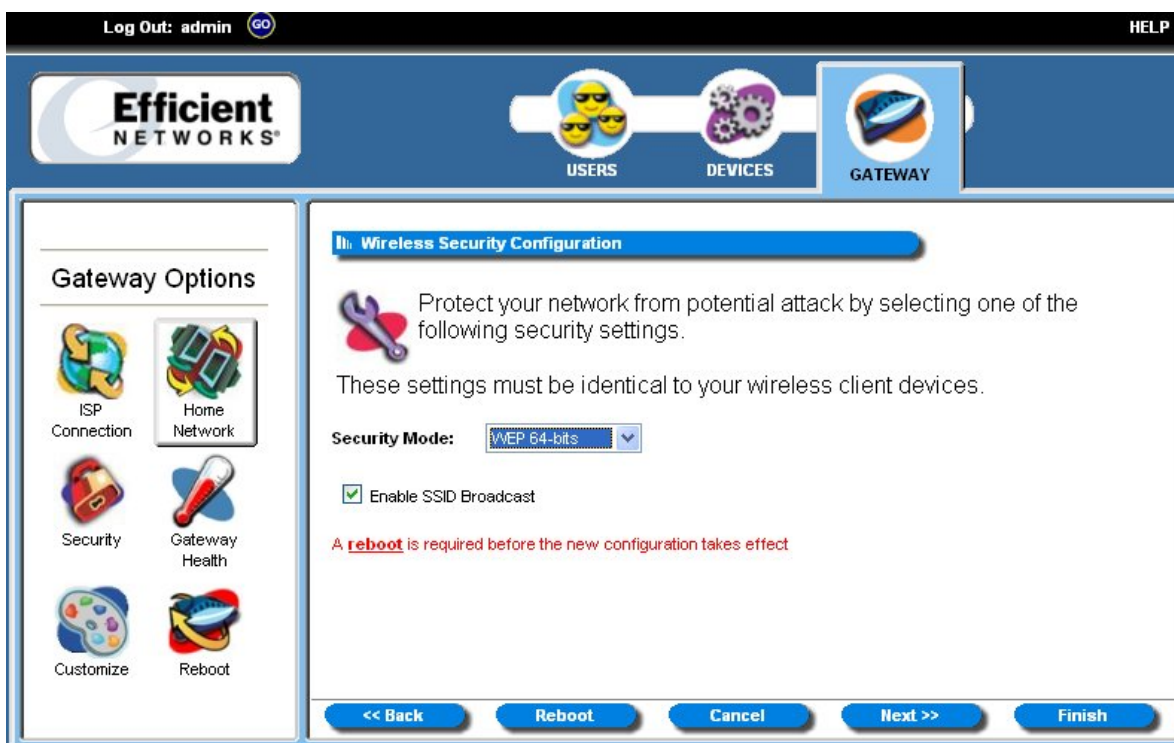 Log Out: admin GO
HELP
Efficient
NETWORKS®
USERS
DEVICES
GATEWAY
Gateway Options
ISP
Connection
Home
Network
Security
Gateway
Health
Customize
Reboot
Wireless Security Configuration
Protect your network from potential attack by selecting one of the
following security settings.
These settings must be identical to your wireless client devices.
Security Mode: WEP 64-bits
Enable SSID Broadcast
A reboot is required before the new configuration takes effect
<< Back
Reboot
Cancel
Next >>
Finish